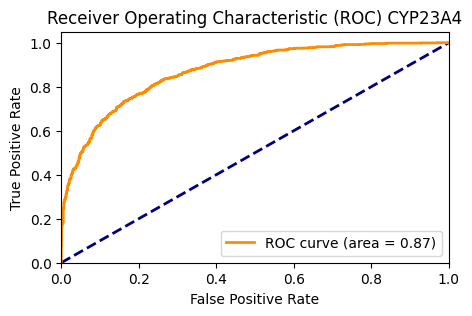 Receiver Operating Characteristic (ROC) CYP23A4
True Positive Rate
1.0
0.8
0.6
0.4
0.2
0.0
ROC curve (area = 0.87)
0.0 0.2 0.4 0.6 0.8 1.0
False Positive Rate